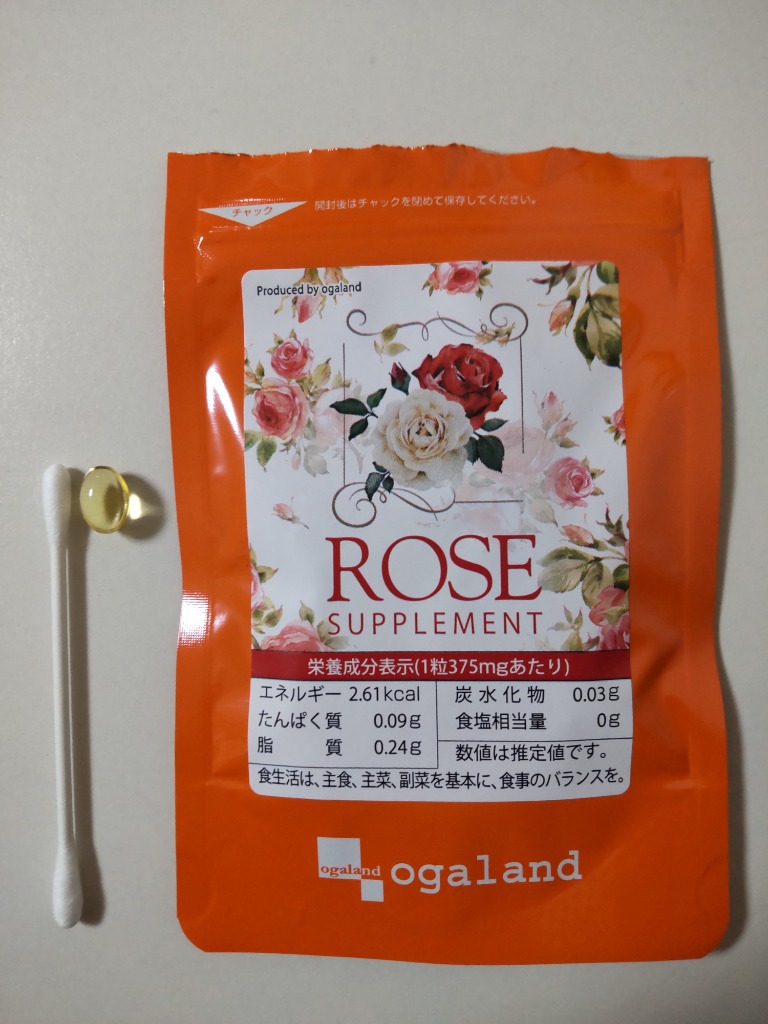 チャック
開封後はチャックを閉めて保存してください。
Produced by ogaland
ROSE
SUPPLEMENT
栄養成分表示(1粒375mgあたり)
エネルギー 2.61kcal
たんぱく質 0.09g
脂質 0.24g
炭水化物 0.03g
食塩相当量 0g
数値は推定値です。
食生活は、主食、主菜、副菜を基本に、食事のバランスを。
ogaland
ogaland